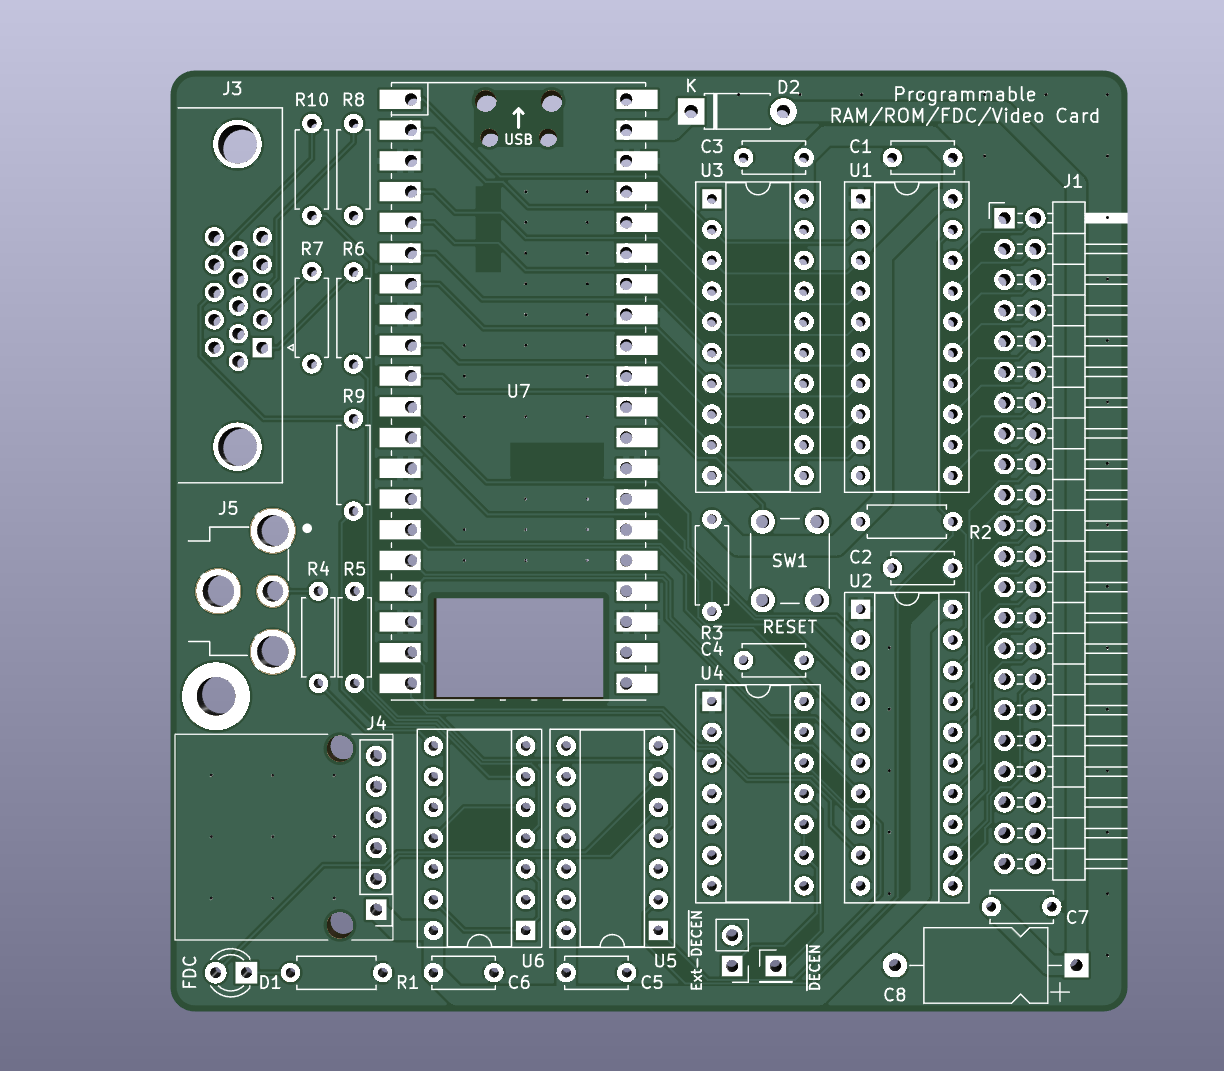 J3
R10 R8
K
D2
Programmable
RAM/ROM/FDC/Video Card
USB
C3
C1
U3
U1
J1
R7 R6
U7
R9
J5
R2
SW1
C2
U2
R4 R5
RESET
R3
C4
U4
J4
U6
U5
Ext-DECEN
DECEN
C7
FDC
D1
R1
C6
C5
C8
+